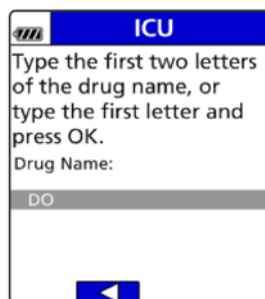 ICU
Type the first two letters
of the drug name, or
type the first letter and
press OK.
Drug Name:
DO